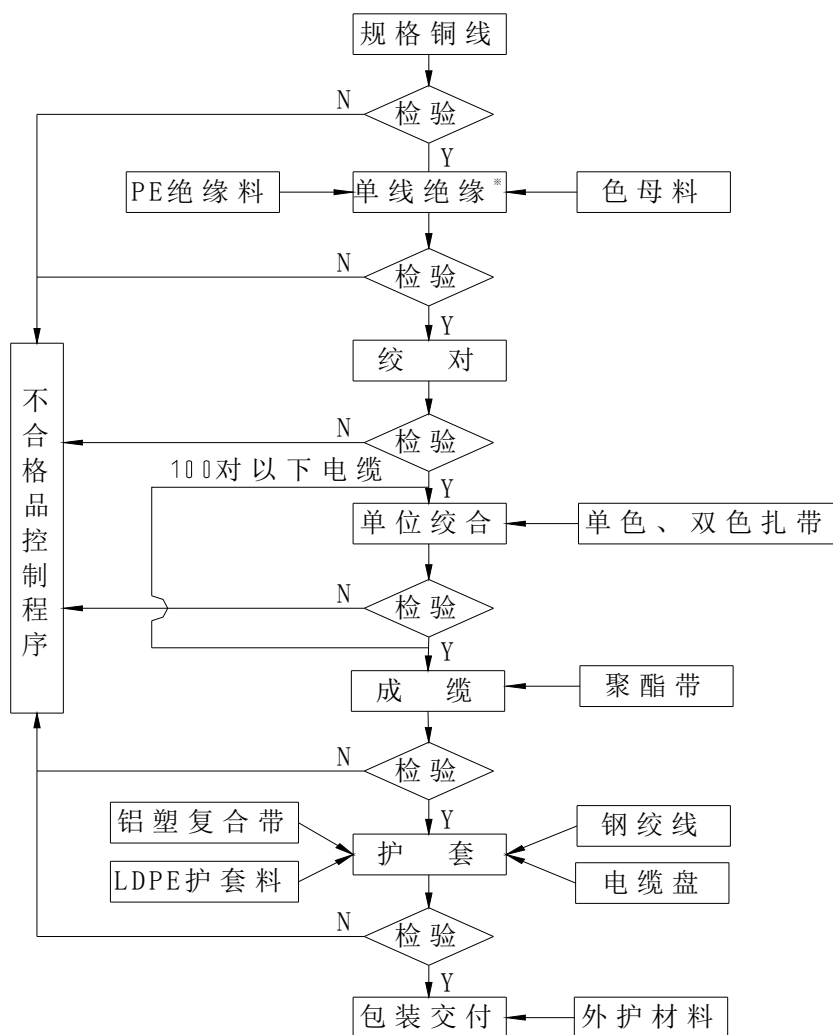 规格铜线
N
检验
Y
PE绝缘料
单线绝缘※
色母料
N
检验
Y
绞 对
不合格品控制程序
N
检验
100对以下电缆
Y
单位绞合
单色、双色扎带
N
检验
Y
成 缆
聚酯带
N
检验
Y
铝塑复合带
钢绞线
护 套
LDPE护套料
电缆盘
N
检验
Y
包装交付
外护材料